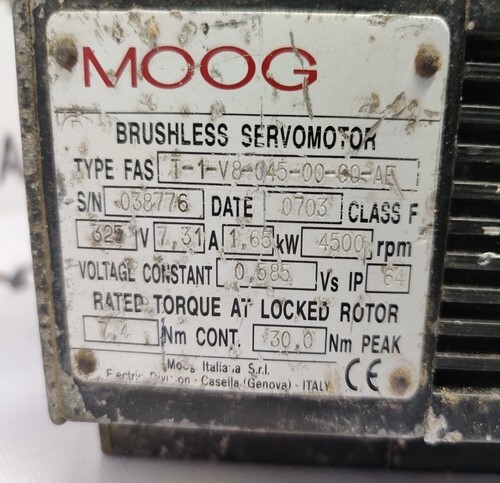 MOOG
BRUSHLESS SERVOMOTOR
TYPE FAS T-1-V8-045-00-00-AE
S/N 038776 DATE 0703 CLASS F
325 V 7,31 A 1,65 kW 4500 rpm
VOLTAGE CONSTANT 0,585 Vs IP 64
RATED TORQUE AT LOCKED ROTOR
7,4 Nm CONT. 30,0 Nm PEAK
Moog Italiana S.r.l.
Electric Division - Casella (Genova) - ITALY CE